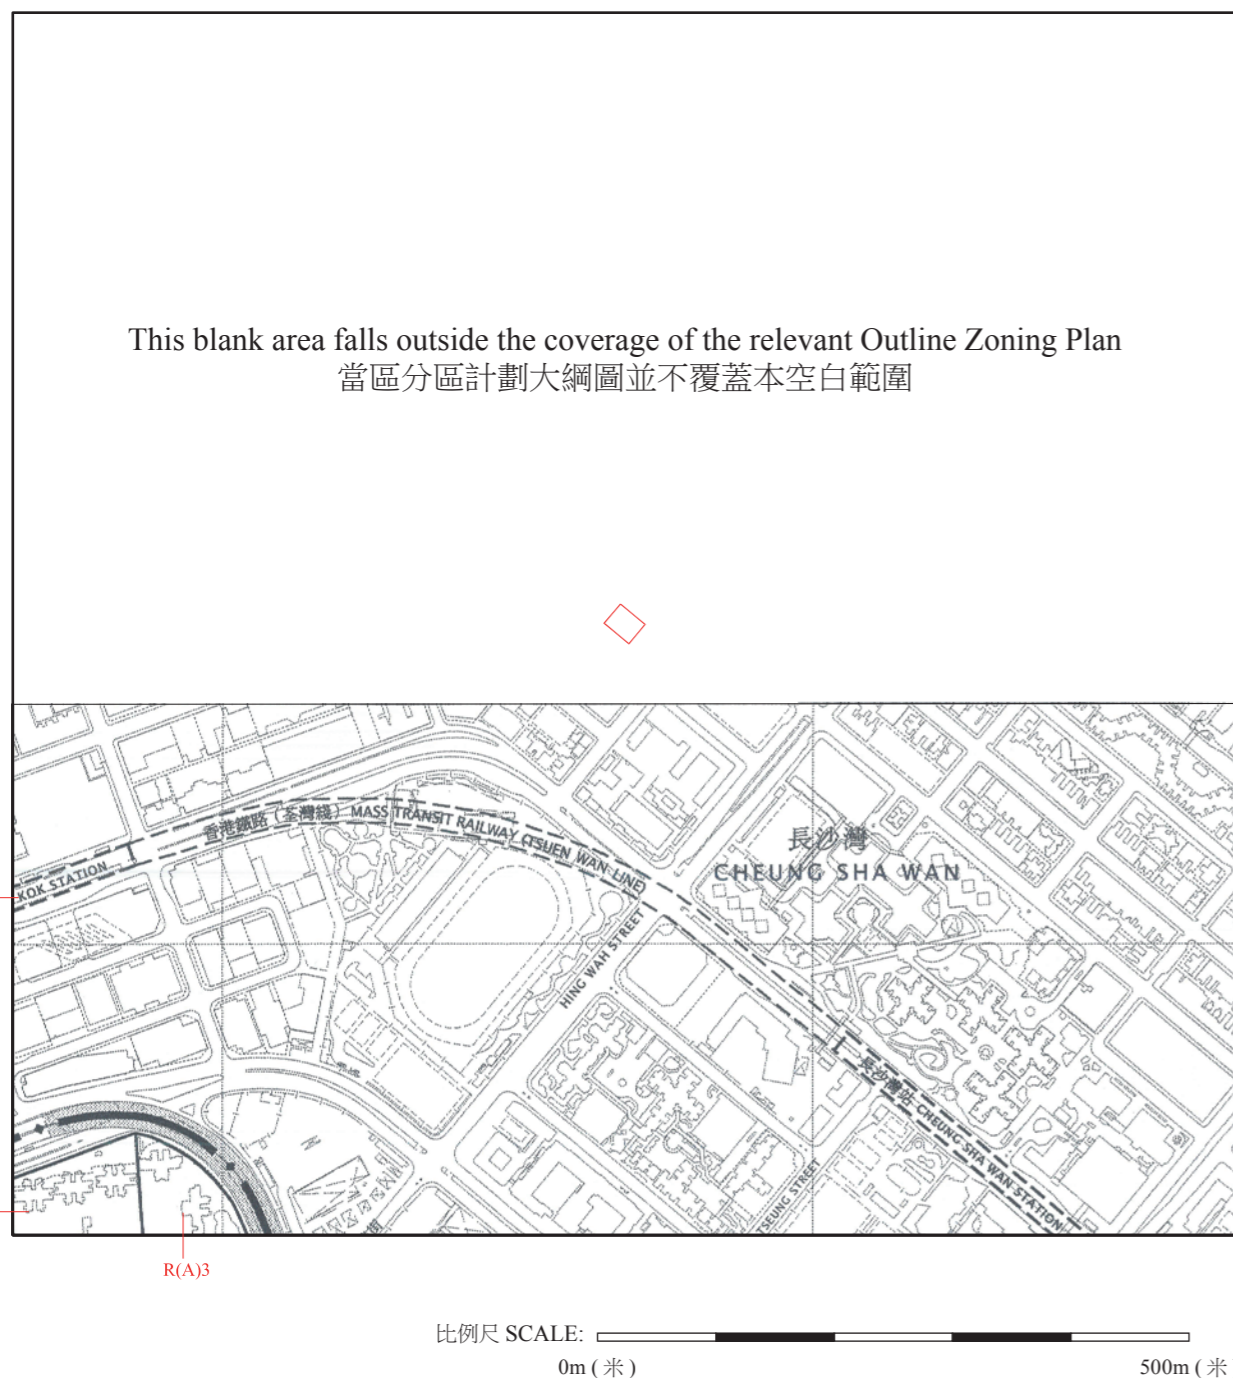 This blank area falls outside the coverage of the relevant Outline Zoning Plan
當區分區計劃大綱圖並不覆蓋本空白範圍
香港鐵路（荃灣綫）MASS TRANSIT RAILWAY (TSUEN WAN LINE)
長沙灣
CHEUNG SHA WAN
KOK STATION
HING WAH STREET
長沙灣站 CHEUNG SHA WAN STATION
TSEUNG STREET
街
R(A)3
比例尺 SCALE:
0m ( 米 )
500m ( 米